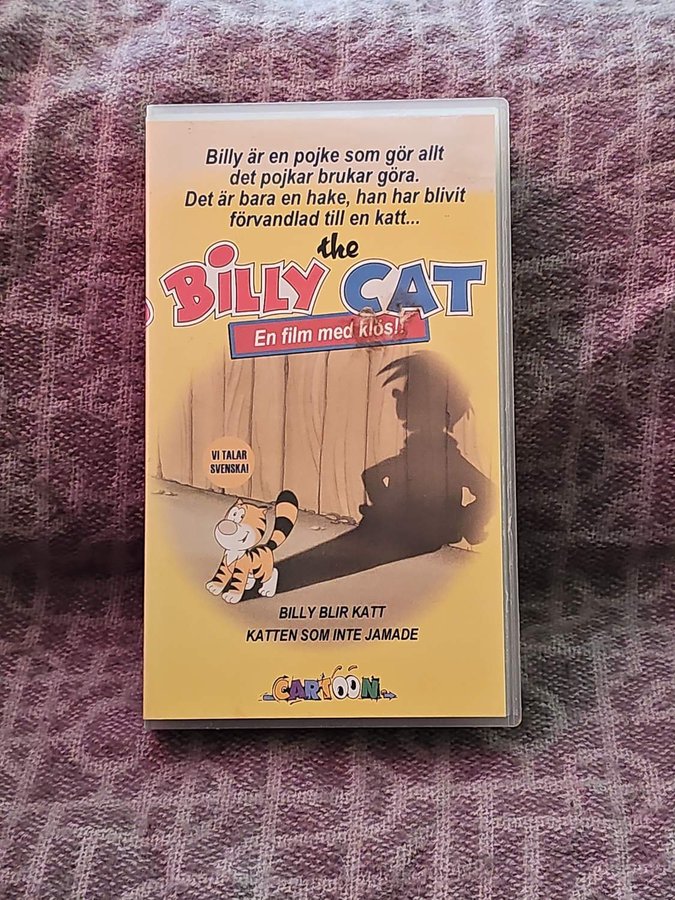 Billy är en pojke som gör allt
det pojkar brukar göra.
Det är bara en hake, han har blivit
förvandlad till en katt...
the
BILLY CAT
En film med klös!!
VI TALAR
SVENSKA!
BILLY BLIR KATT
KATTEN SOM INTE JAMADE
CARTOON